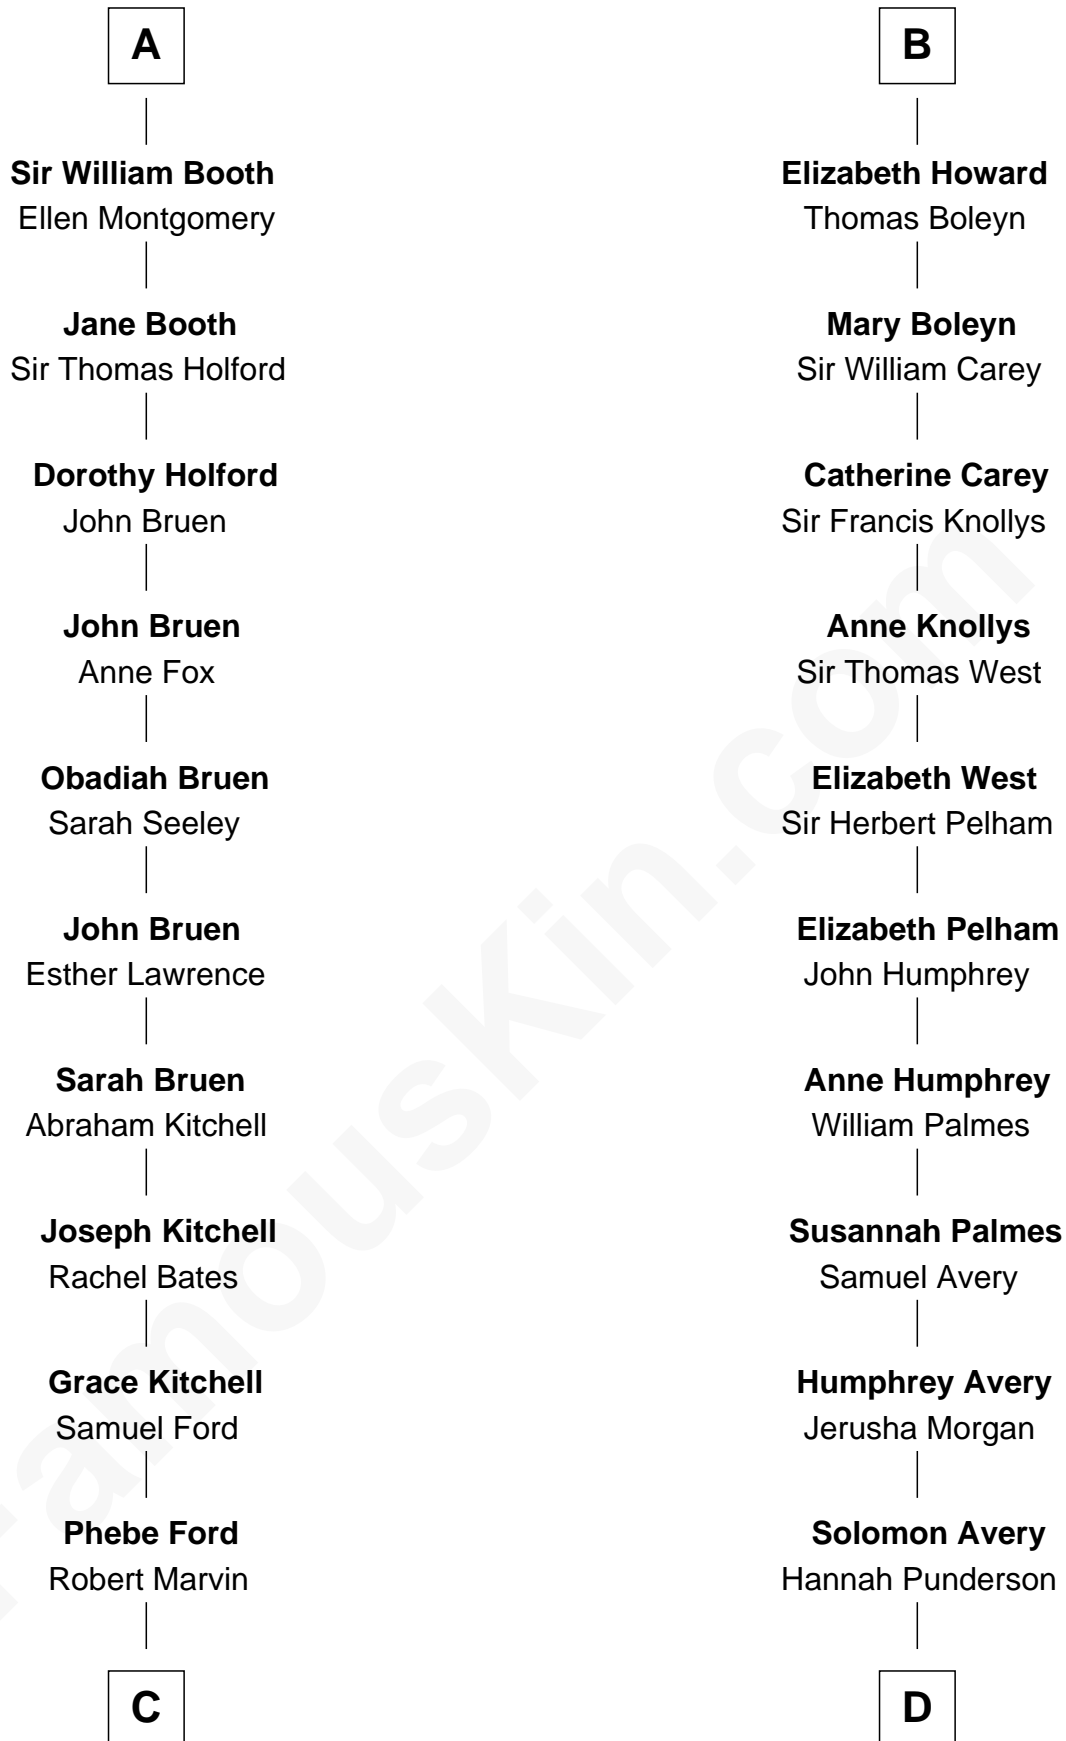 A
Sir William Booth
Ellen Montgomery
Jane Booth
Sir Thomas Holford
Dorothy Holford
John Bruen
John Bruen
Anne Fox
Obadiah Bruen
Sarah Seeley
John Bruen
Esther Lawrence
Sarah Bruen
Abraham Kitchell
Joseph Kitchell
Rachel Bates
Grace Kitchell
Samuel Ford
Phebe Ford
Robert Marvin
C
B
Elizabeth Howard
Thomas Boleyn
Mary Boleyn
Sir William Carey
Catherine Carey
Sir Francis Knollys
Anne Knollys
Sir Thomas West
Elizabeth West
Sir Herbert Pelham
Elizabeth Pelham
John Humphrey
Anne Humphrey
William Palmes
Susannah Palmes
Samuel Avery
Humphrey Avery
Jerusha Morgan
Solomon Avery
Hannah Punderson
D
FamousKin.com